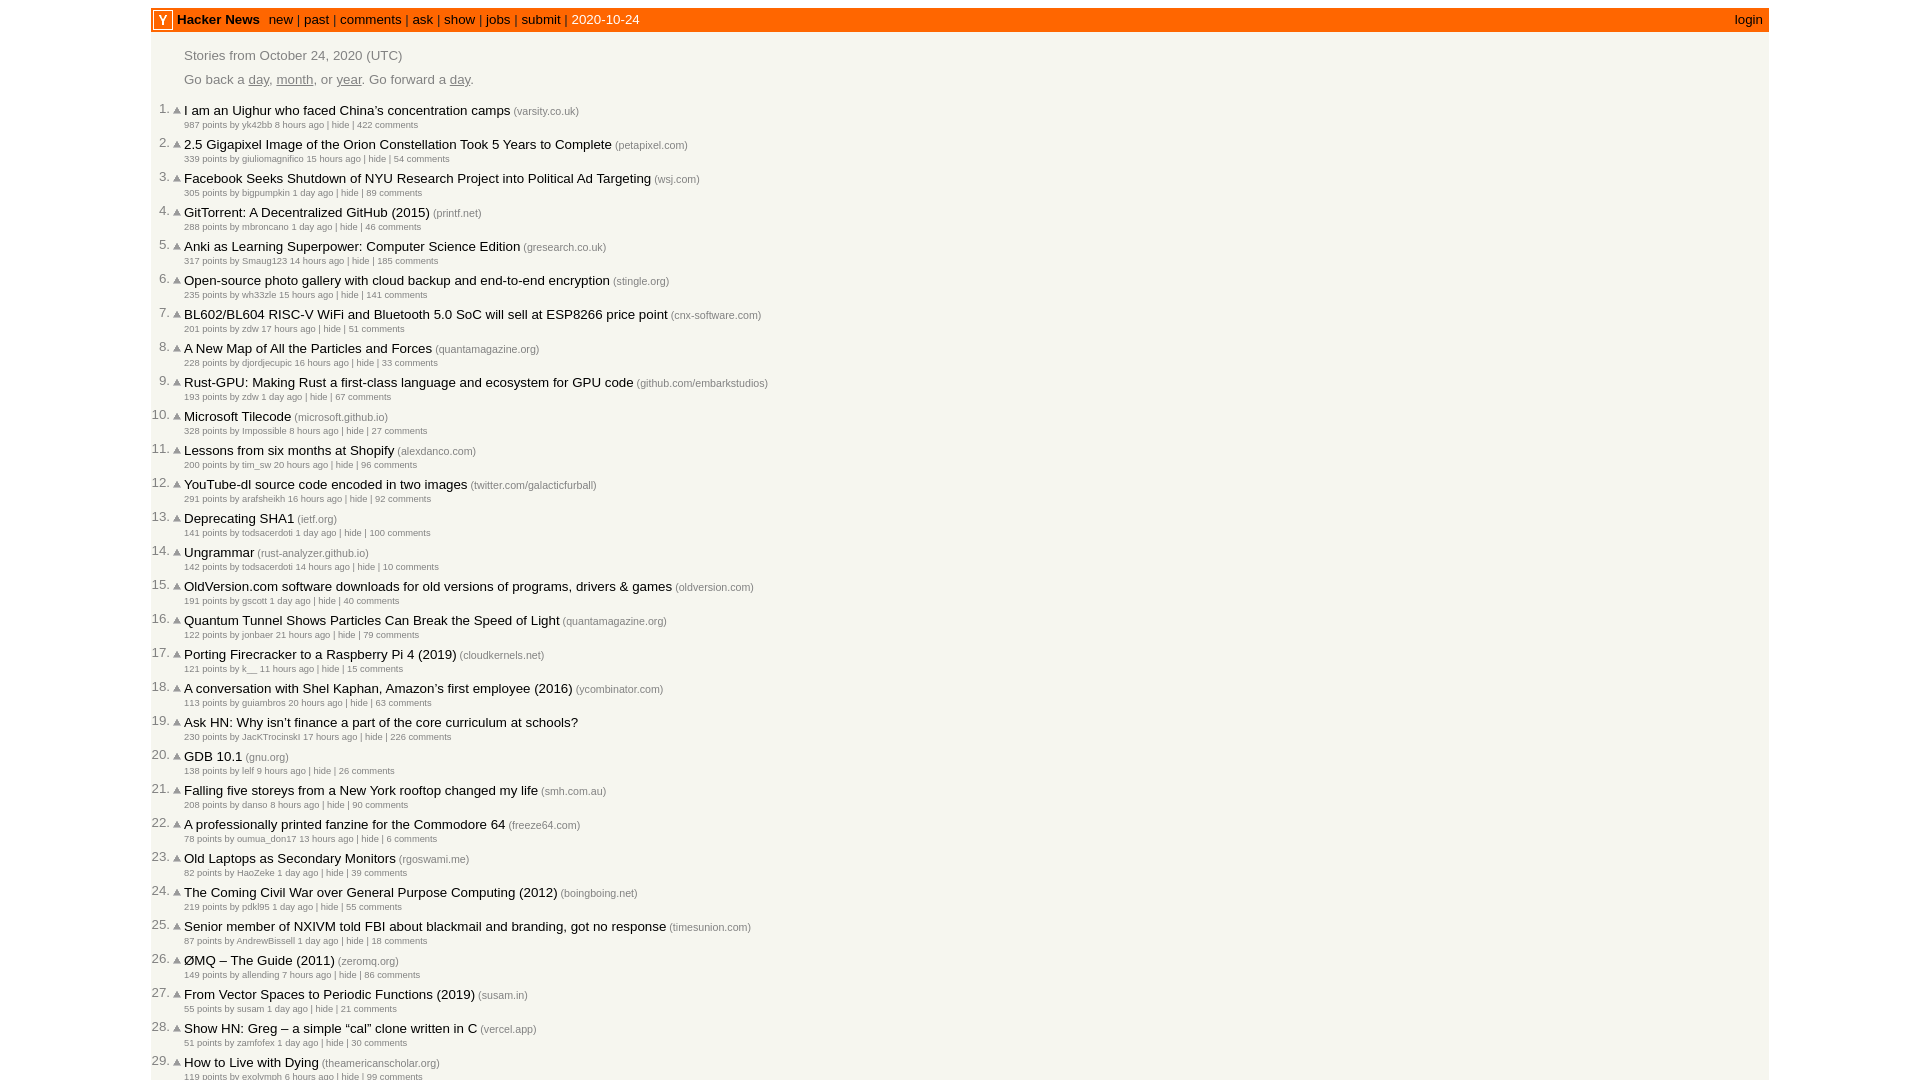 Y Hacker News new | past | comments | ask | show | jobs | submit | 2020-10-24 login
Stories from October 24, 2020 (UTC)
Go back a day, month, or year. Go forward a day.
1. I am an Uighur who faced China’s concentration camps (varsity.co.uk)
987 points by yk42bb 8 hours ago | hide | 422 comments
2. 2.5 Gigapixel Image of the Orion Constellation Took 5 Years to Complete (petapixel.com)
339 points by giuliomagnifico 15 hours ago | hide | 54 comments
3. Facebook Seeks Shutdown of NYU Research Project into Political Ad Targeting (wsj.com)
305 points by bigpumpkin 1 day ago | hide | 89 comments
4. GitTorrent: A Decentralized GitHub (2015) (printf.net)
288 points by mbroncano 1 day ago | hide | 46 comments
5. Anki as Learning Superpower: Computer Science Edition (gresearch.co.uk)
317 points by Smaug123 14 hours ago | hide | 185 comments
6. Open-source photo gallery with cloud backup and end-to-end encryption (stingle.org)
235 points by wh33zle 15 hours ago | hide | 141 comments
7. BL602/BL604 RISC-V WiFi and Bluetooth 5.0 SoC will sell at ESP8266 price point (cnx-software.com)
201 points by zdw 17 hours ago | hide | 51 comments
8. A New Map of All the Particles and Forces (quantamagazine.org)
228 points by djordjecupic 16 hours ago | hide | 33 comments
9. Rust-GPU: Making Rust a first-class language and ecosystem for GPU code (github.com/embarkstudios)
193 points by zdw 1 day ago | hide | 67 comments
10. Microsoft Tilecode (microsoft.github.io)
328 points by Impossible 8 hours ago | hide | 27 comments
11. Lessons from six months at Shopify (alexdanco.com)
200 points by tim_sw 20 hours ago | hide | 96 comments
12. YouTube-dl source code encoded in two images (twitter.com/galacticfurball)
291 points by arafsheikh 16 hours ago | hide | 92 comments
13. Deprecating SHA1 (ietf.org)
141 points by todsacerdoti 1 day ago | hide | 100 comments
14. Ungrammar (rust-analyzer.github.io)
142 points by todsacerdoti 14 hours ago | hide | 10 comments
15. OldVersion.com software downloads for old versions of programs, drivers & games (oldversion.com)
191 points by gscott 1 day ago | hide | 40 comments
16. Quantum Tunnel Shows Particles Can Break the Speed of Light (quantamagazine.org)
122 points by jonbaer 21 hours ago | hide | 79 comments
17. Porting Firecracker to a Raspberry Pi 4 (2019) (cloudkernels.net)
121 points by k__ 11 hours ago | hide | 15 comments
18. A conversation with Shel Kaphan, Amazon’s first employee (2016) (ycombinator.com)
113 points by guiambros 20 hours ago | hide | 63 comments
19. Ask HN: Why isn’t finance a part of the core curriculum at schools?
230 points by JacKTrocinskI 17 hours ago | hide | 226 comments
20. GDB 10.1 (gnu.org)
138 points by lelf 9 hours ago | hide | 26 comments
21. Falling five storeys from a New York rooftop changed my life (smh.com.au)
208 points by danso 8 hours ago | hide | 90 comments
22. A professionally printed fanzine for the Commodore 64 (freeze64.com)
78 points by oumua_don17 13 hours ago | hide | 6 comments
23. Old Laptops as Secondary Monitors (rgoswami.me)
82 points by HaoZeke 1 day ago | hide | 39 comments
24. The Coming Civil War over General Purpose Computing (2012) (boingboing.net)
219 points by pdkl95 1 day ago | hide | 55 comments
25. Senior member of NXIVM told FBI about blackmail and branding, got no response (timesunion.com)
87 points by AndrewBissell 1 day ago | hide | 18 comments
26. ØMQ – The Guide (2011) (zeromq.org)
149 points by allending 7 hours ago | hide | 86 comments
27. From Vector Spaces to Periodic Functions (2019) (susam.in)
55 points by susam 1 day ago | hide | 21 comments
28. Show HN: Greg – a simple “cal” clone written in C (vercel.app)
51 points by zamfofex 1 day ago | hide | 30 comments
29. How to Live with Dying (theamericanscholar.org)
119 points by exolymph 6 hours ago | hide | 99 comments